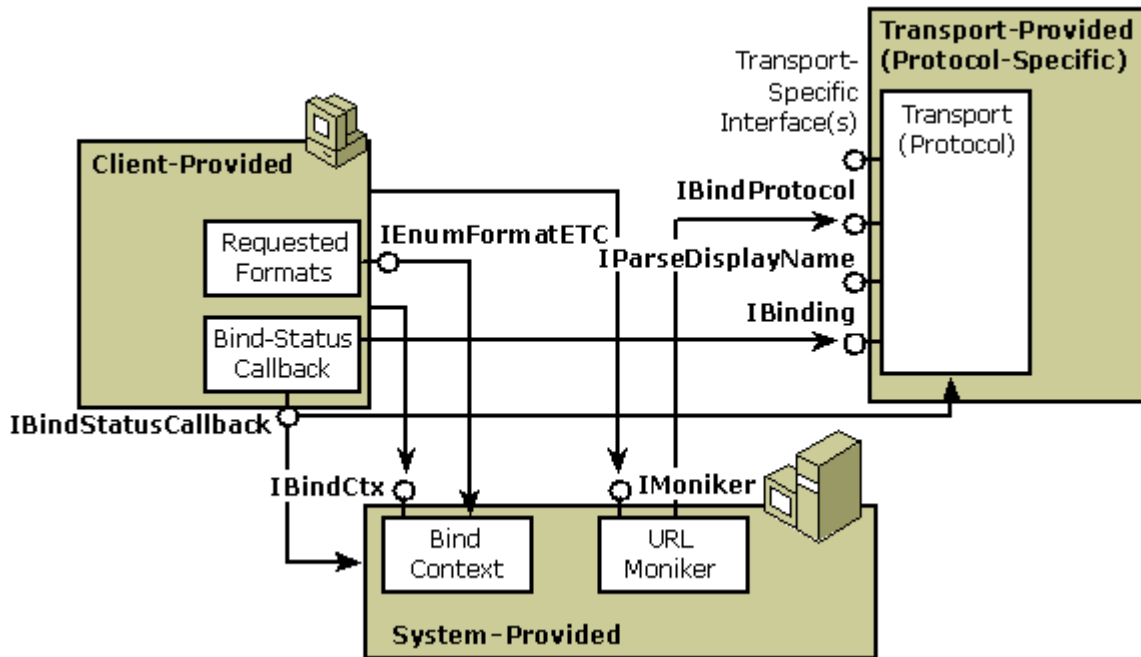 Transport-Provided
(Protocol-Specific)
Transport-
Specific
Interface(s)
Transport
(Protocol)
Client-Provided
IBindProtocol
Requested
Formats
IEnumFormatETC
IParseDisplayName
IBinding
Bind-Status
Callback
IBindStatusCallback
IBindCtx
IMoniker
Bind
Context
URL
Moniker
System-Provided